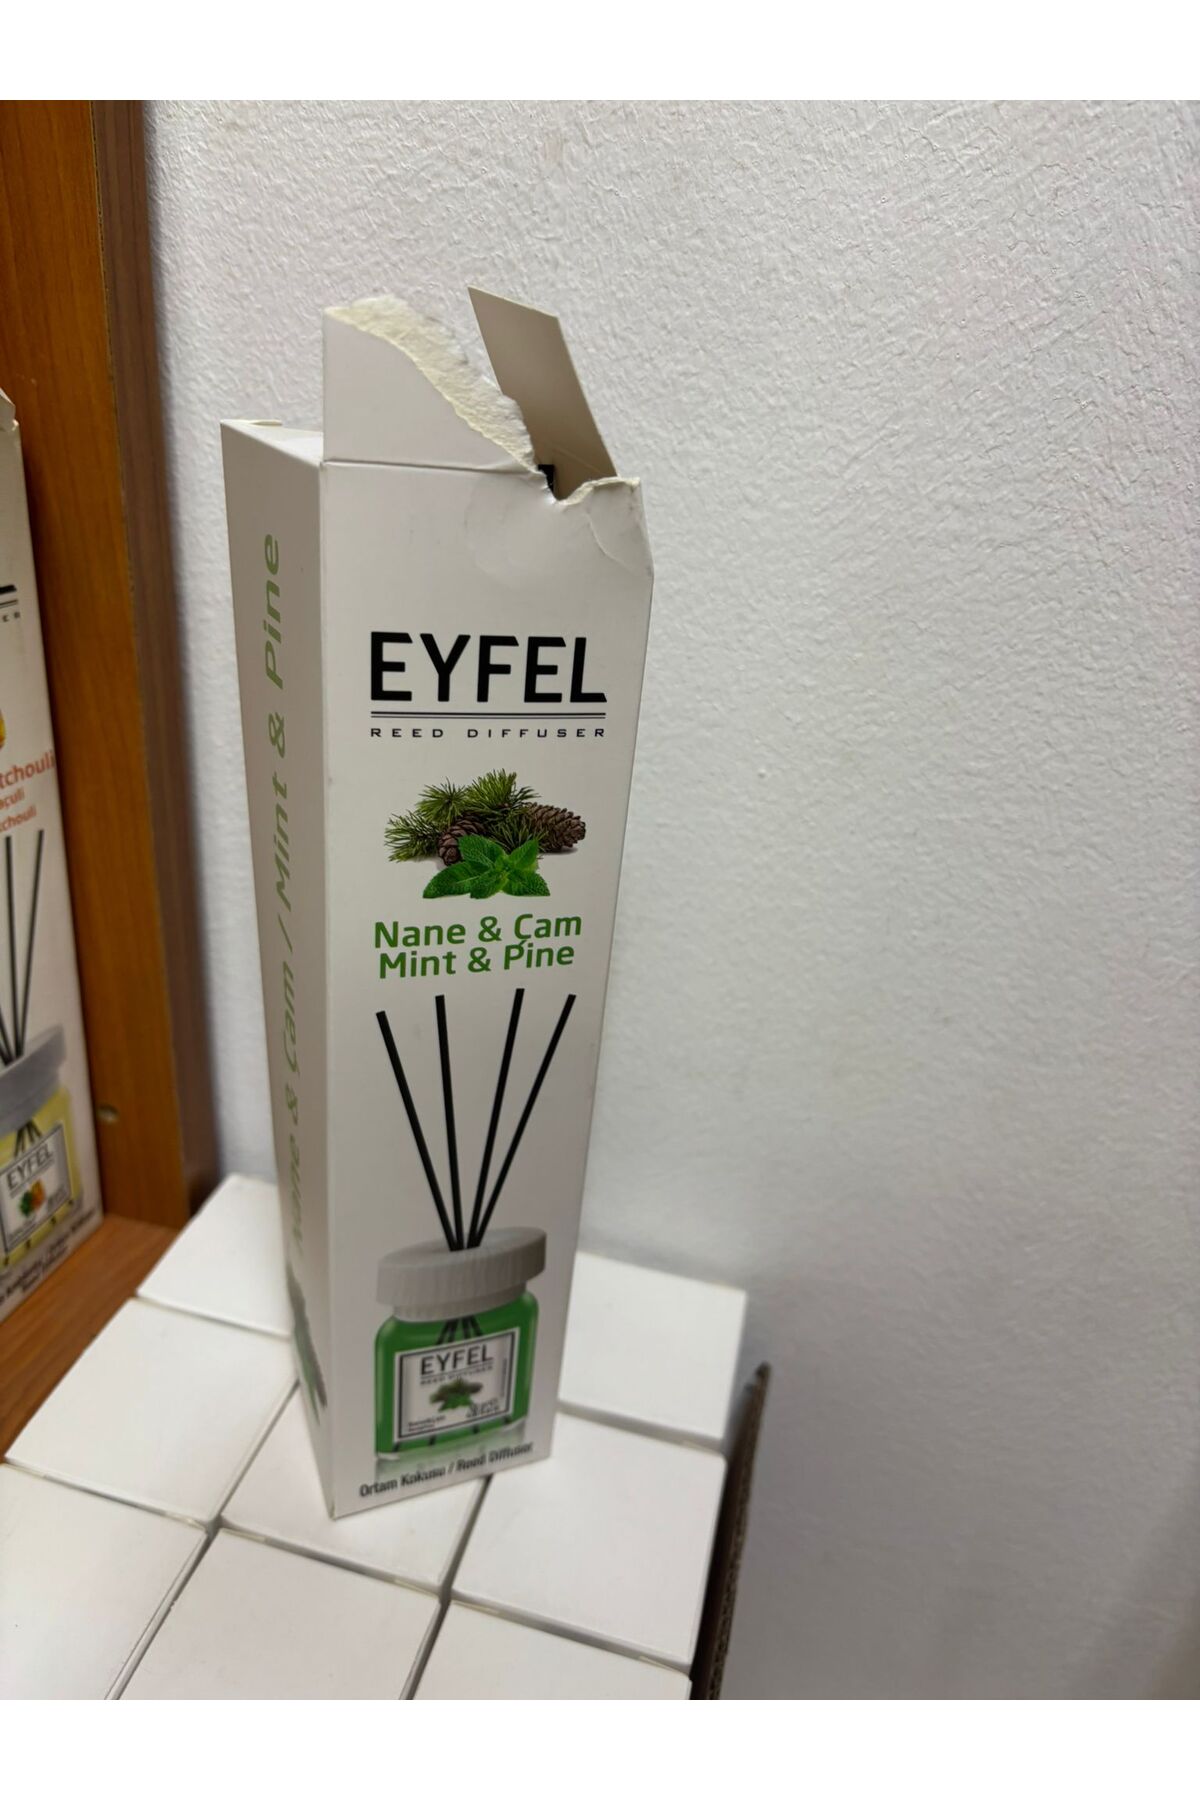 EYFEL
REED DIFFUSER
Nane & Çam
Mint & Pine
EYFEL
REED DIFFUSER
Ortam Kokusu / Reed Diffuser
Nane & Çam / Mint & Pine
tchouli
EYFEL